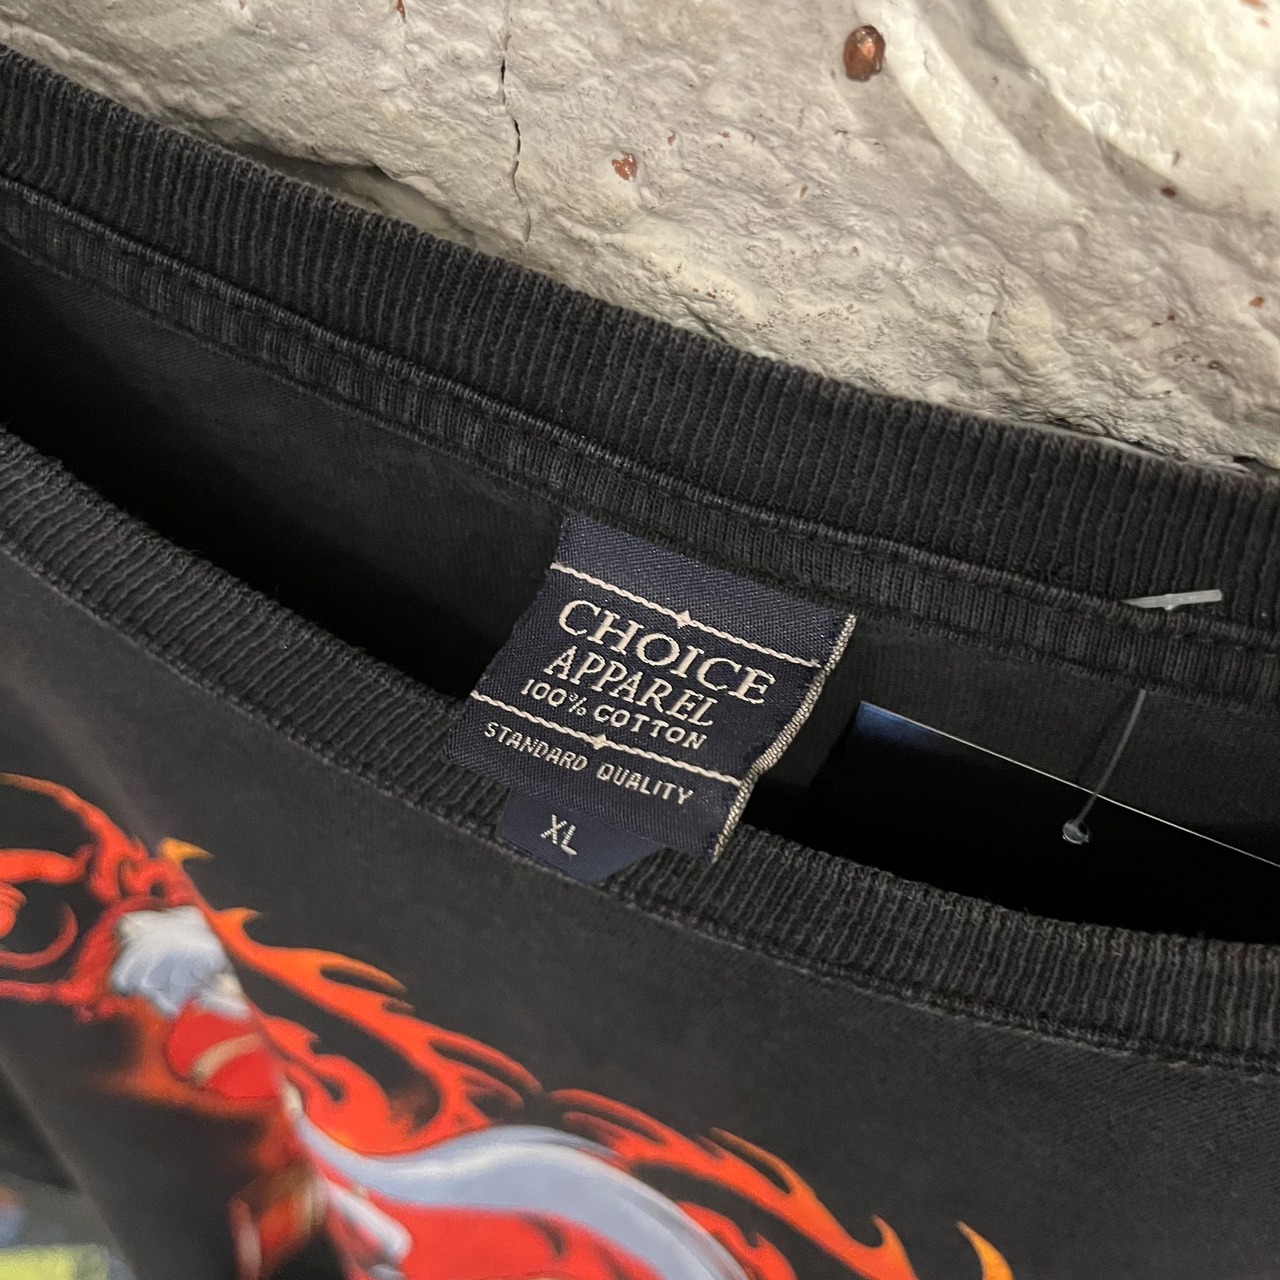 CHOICE
APPAREL
100% COTTON
STANDARD QUALITY
XL